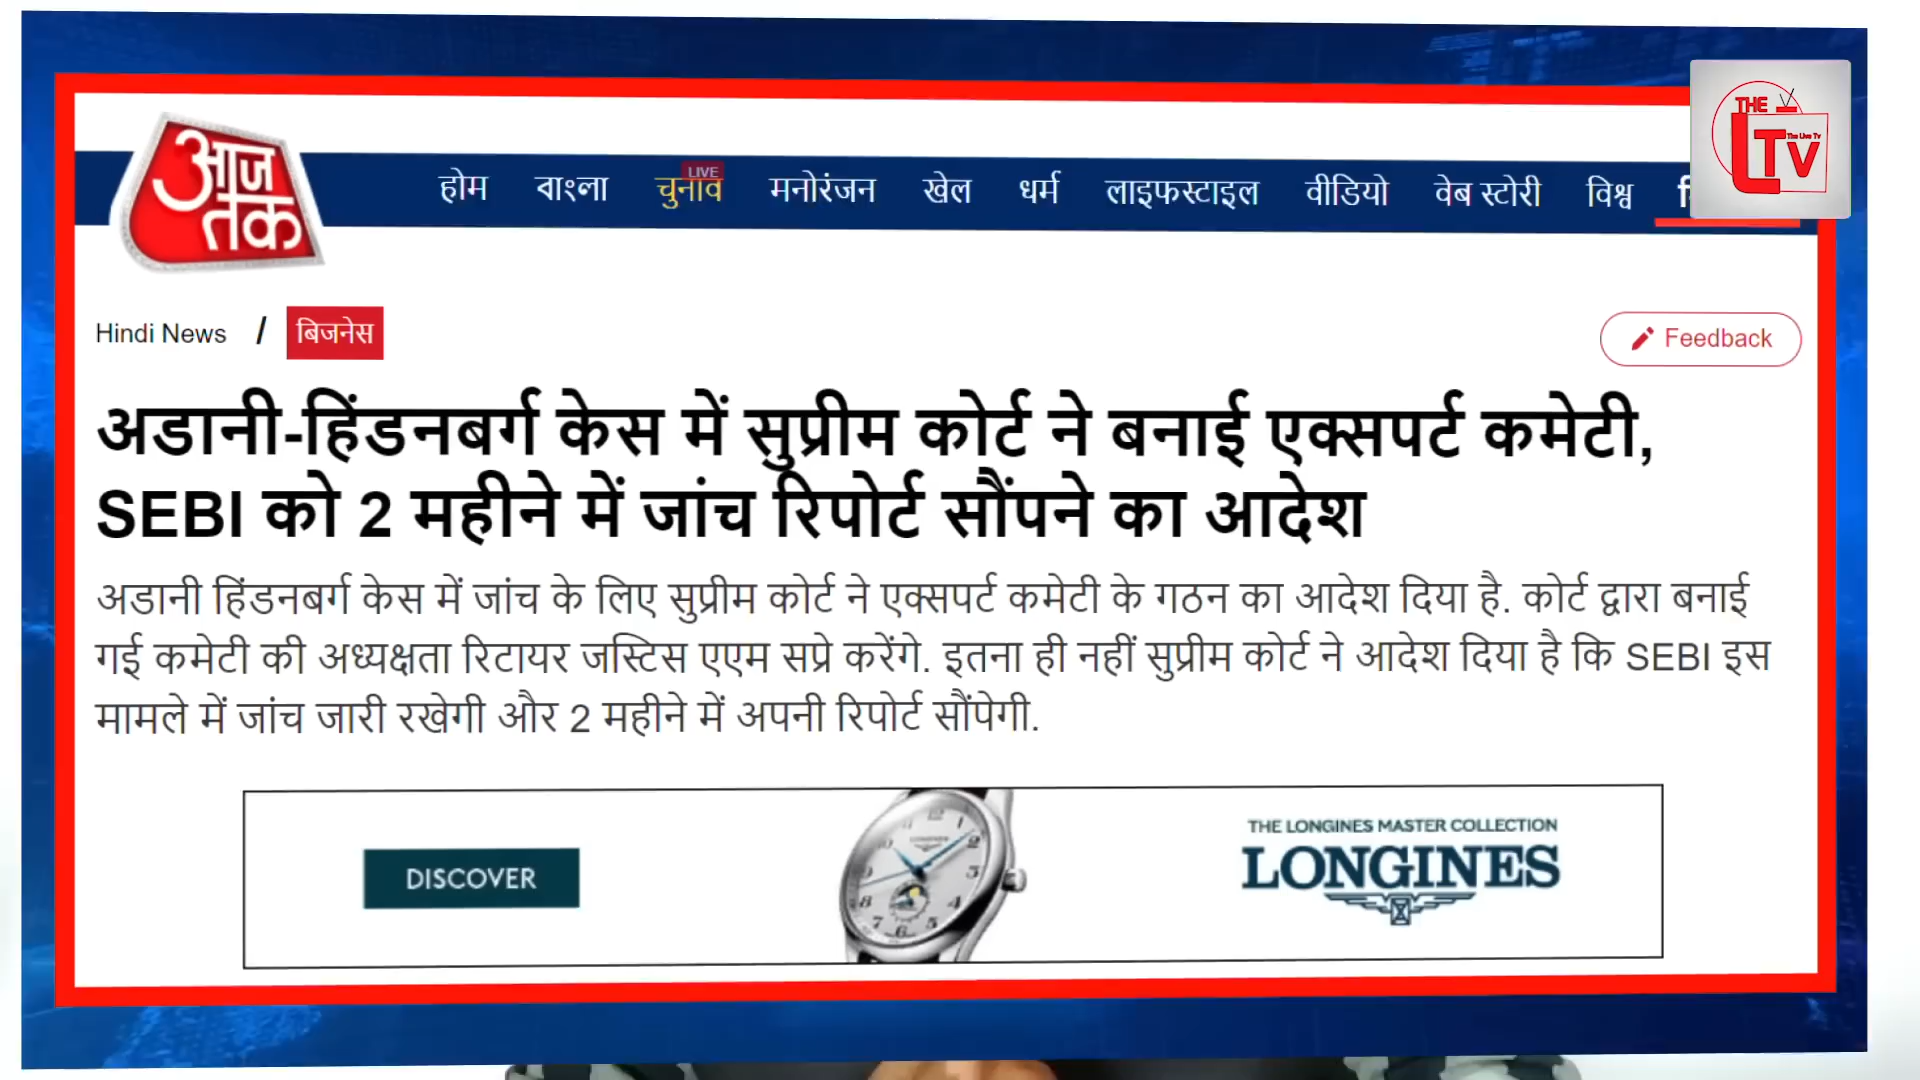 THE
LTV
The Live Tv
आज
तक
होम বাংলা चुनाव LIVE मनोरंजन खेल धर्म लाइफस्टाइल वीडियो वेब स्टोरी विश्व
Hindi News / बिजनेस
Feedback
अडानी-हिंडनबर्ग केस में सुप्रीम कोर्ट ने बनाई एक्सपर्ट कमेटी,
SEBI को 2 महीने में जांच रिपोर्ट सौंपने का आदेश
अडानी हिंडनबर्ग केस में जांच के लिए सुप्रीम कोर्ट ने एक्सपर्ट कमेटी के गठन का आदेश दिया है. कोर्ट द्वारा बनाई
गई कमेटी की अध्यक्षता रिटायर जस्टिस एएम सप्रे करेंगे. इतना ही नहीं सुप्रीम कोर्ट ने आदेश दिया है कि SEBI इस
मामले में जांच जारी रखेगी और 2 महीने में अपनी रिपोर्ट सौंपेगी.
DISCOVER
THE LONGINES MASTER COLLECTION
LONGINES